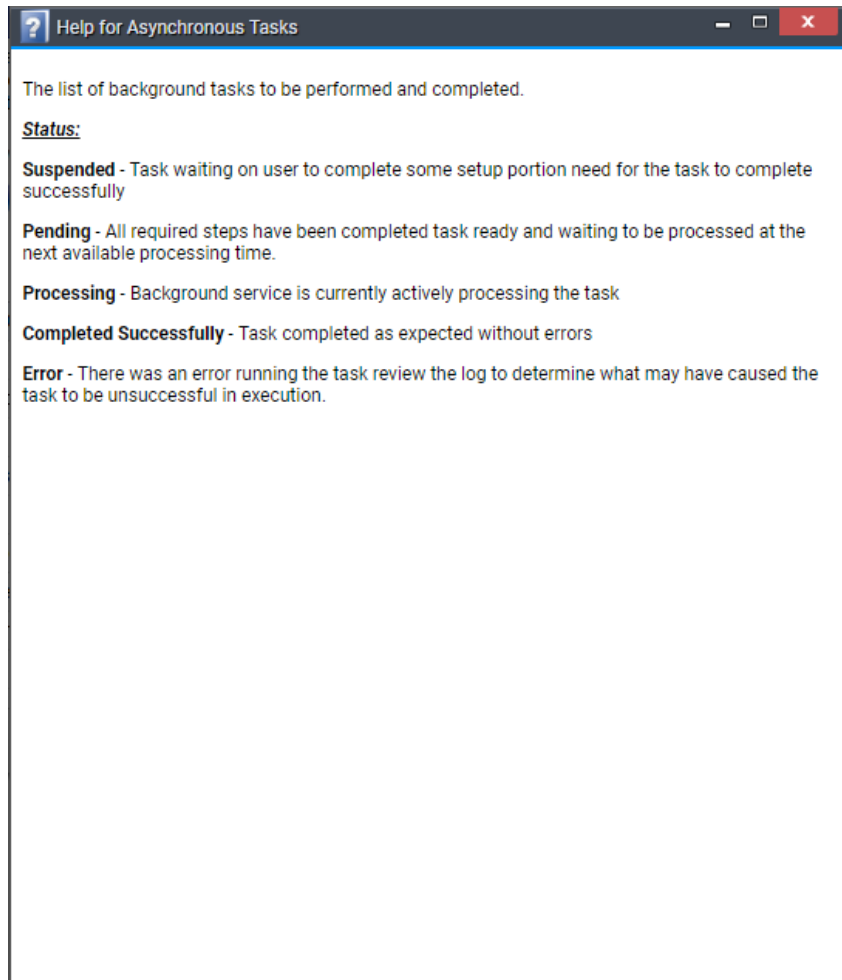 Help for Asynchronous Tasks
The list of background tasks to be performed and completed.
Status:
Suspended - Task waiting on user to complete some setup portion need for the task to complete
successfully
Pending - All required steps have been completed task ready and waiting to be processed at the
next available processing time.
Processing - Background service is currently actively processing the task
Completed Successfully - Task completed as expected without errors
Error - There was an error running the task review the log to determine what may have caused the
task to be unsuccessful in execution.